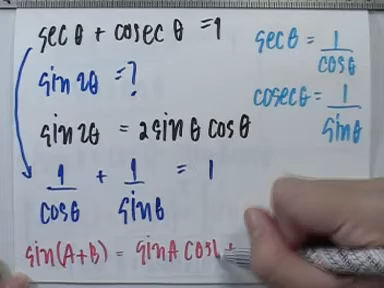 sec θ + cosec θ = 1
sec θ = 1/cos θ
sin 2θ = ?
cosec θ = 1/sin θ
sin 2θ = 2 sin θ cos θ
1/cos θ + 1/sin θ = 1
sin(A+B) = sin A cos